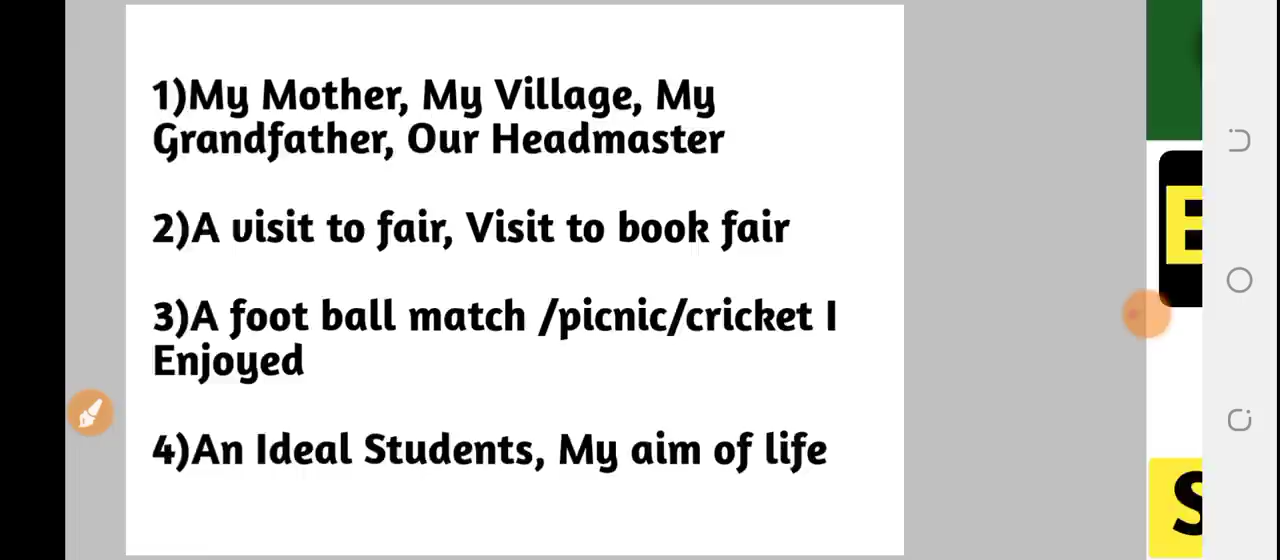 1)My Mother, My Village, My
Grandfather, Our Headmaster
2)A visit to fair, Visit to book fair
3)A foot ball match /picnic/cricket I
Enjoyed
4)An Ideal Students, My aim of life
E
S